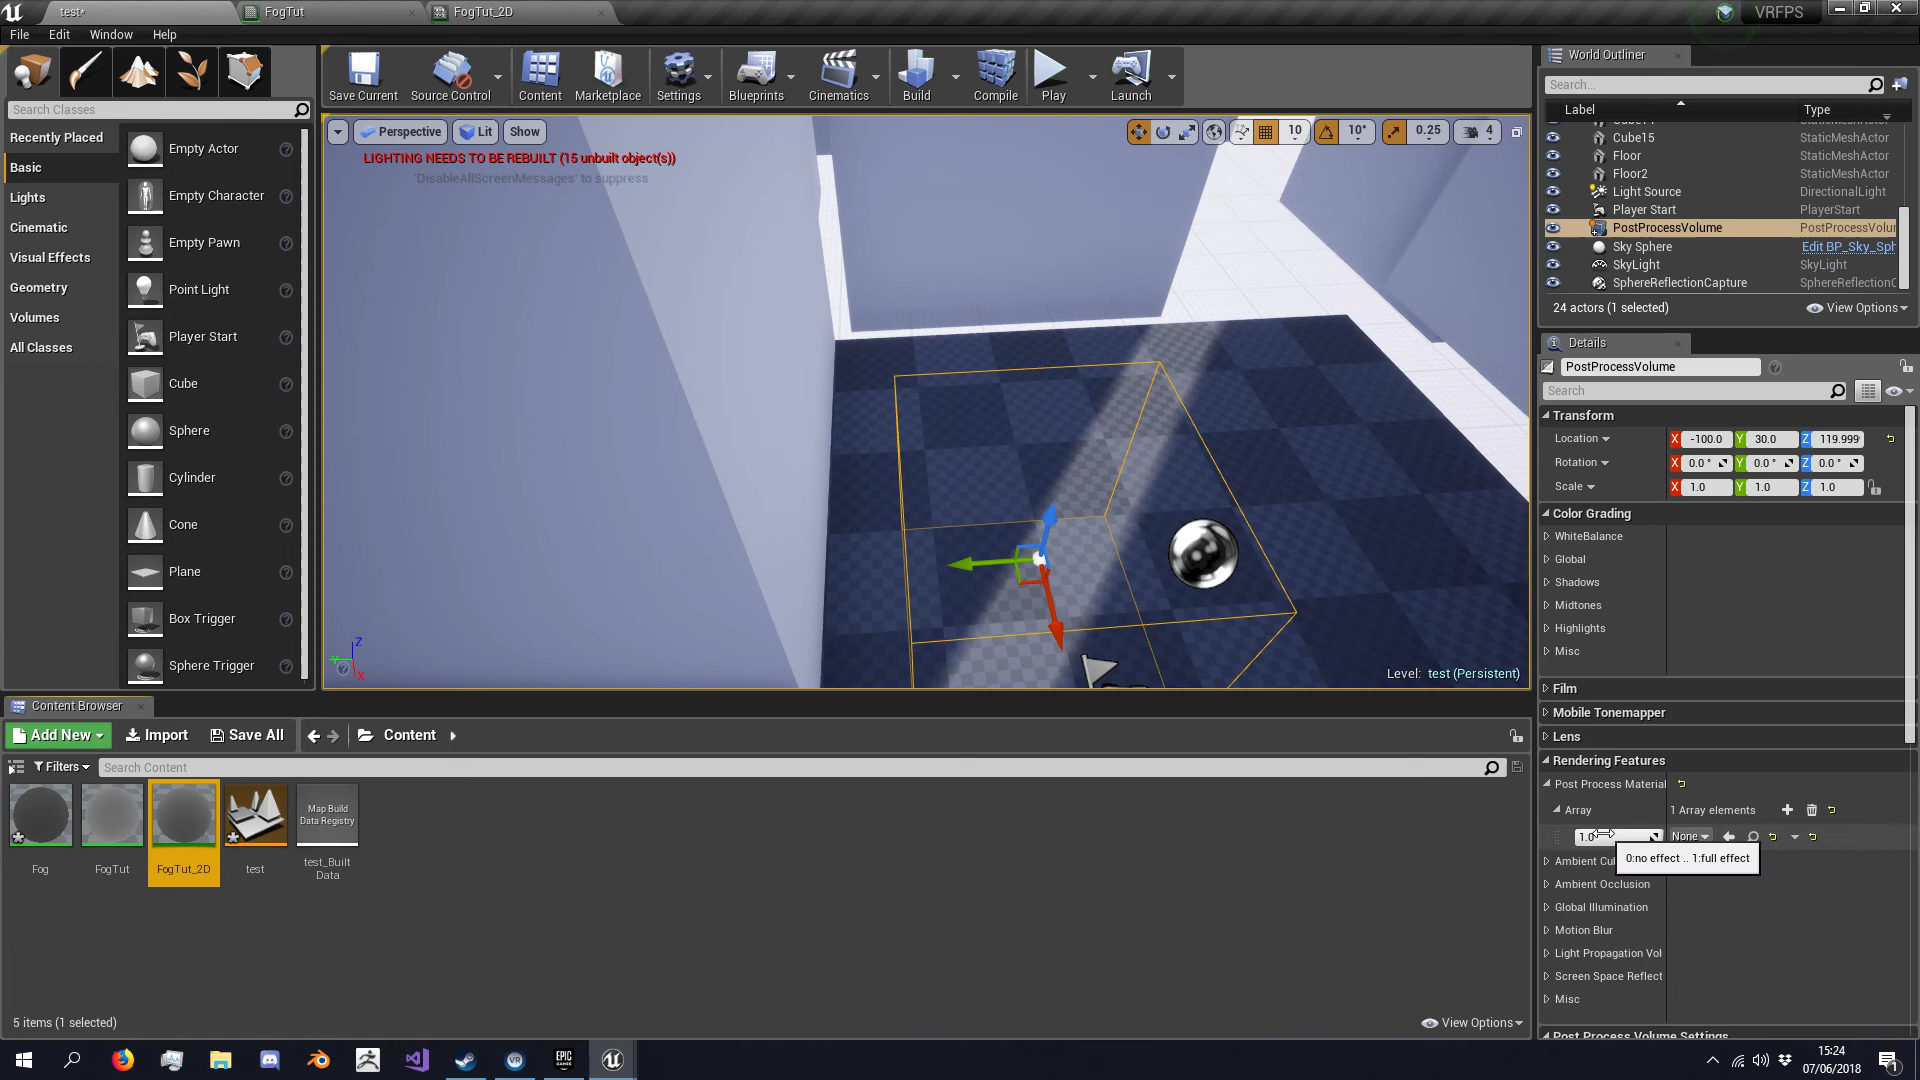 test*
FogTut
FogTut_2D
VRFPS
File
Edit
Window
Help
Search Classes
Recently Placed
Basic
Lights
Cinematic
Visual Effects
Geometry
Volumes
All Classes
Empty Actor
Empty Character
Empty Pawn
Point Light
Player Start
Cube
Sphere
Cylinder
Cone
Plane
Box Trigger
Sphere Trigger
Save Current
Source Control
Content
Marketplace
Settings
Blueprints
Cinematics
Build
Compile
Play
Launch
Perspective
Lit
Show
10
10°
0.25
4
LIGHTING NEEDS TO BE REBUILT (15 unbuilt object(s))
'DisableAllScreenMessages' to suppress
Z
Y
X
Level: test (Persistent)
World Outliner
Search...
Label
Type
Cube15
StaticMeshActor
Floor
StaticMeshActor
Floor2
StaticMeshActor
Light Source
DirectionalLight
Player Start
PlayerStart
PostProcessVolume
PostProcessVolur
Sky Sphere
Edit BP_Sky_Sph
SkyLight
SkyLight
SphereReflectionCapture
SphereReflectionC
24 actors (1 selected)
View Options
Details
PostProcessVolume
Search
Transform
Location
X -100.0 Y 30.0 Z 119.999
Rotation
X 0.0 ° Y 0.0 ° Z 0.0 °
Scale
X 1.0 Y 1.0 Z 1.0
Color Grading
WhiteBalance
Global
Shadows
Midtones
Highlights
Misc
Film
Mobile Tonemapper
Lens
Rendering Features
Post Process Material
Array
1 Array elements
1.0
None
0:no effect .. 1:full effect
Ambient Cu
Ambient Occlusion
Global Illumination
Motion Blur
Light Propagation Vol
Screen Space Reflect
Misc
Post Process Volume Settings
Content Browser
Add New
Import
Save All
Content
Filters
Search Content
Map Build
Data Registry
Fog
FogTut
FogTut_2D
test
test_Built
Data
5 items (1 selected)
View Options
VR
EPIC
GAMES
15:24
07/06/2018
1